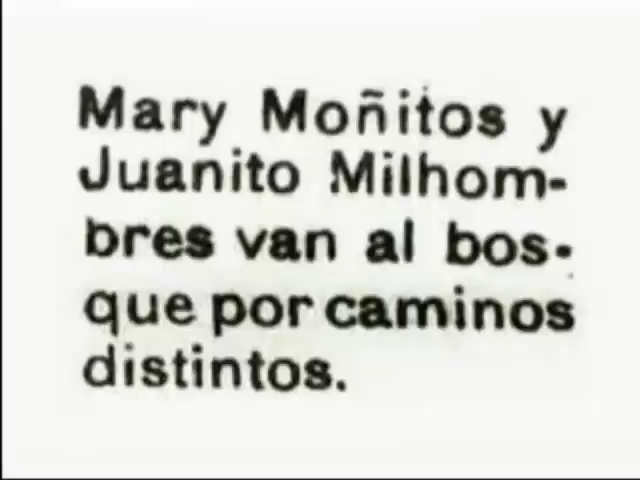 Mary Moñitos y
Juanito Milhom-
bres van al bos-
que por caminos
distintos.